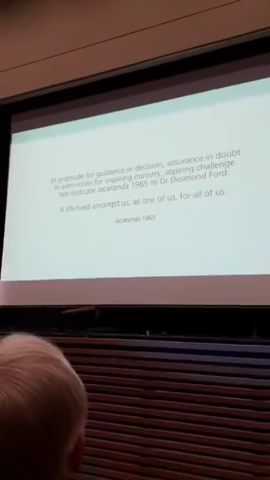 In gratitude for guidance in decision, assurance in doubt
In admiration for inspiring ministry, aspiring challenge.
We dedicate Jacaranda 1965 to Dr Desmond Ford.
A life lived amongst us, as one of us, for all of us.
Jacaranda 1965